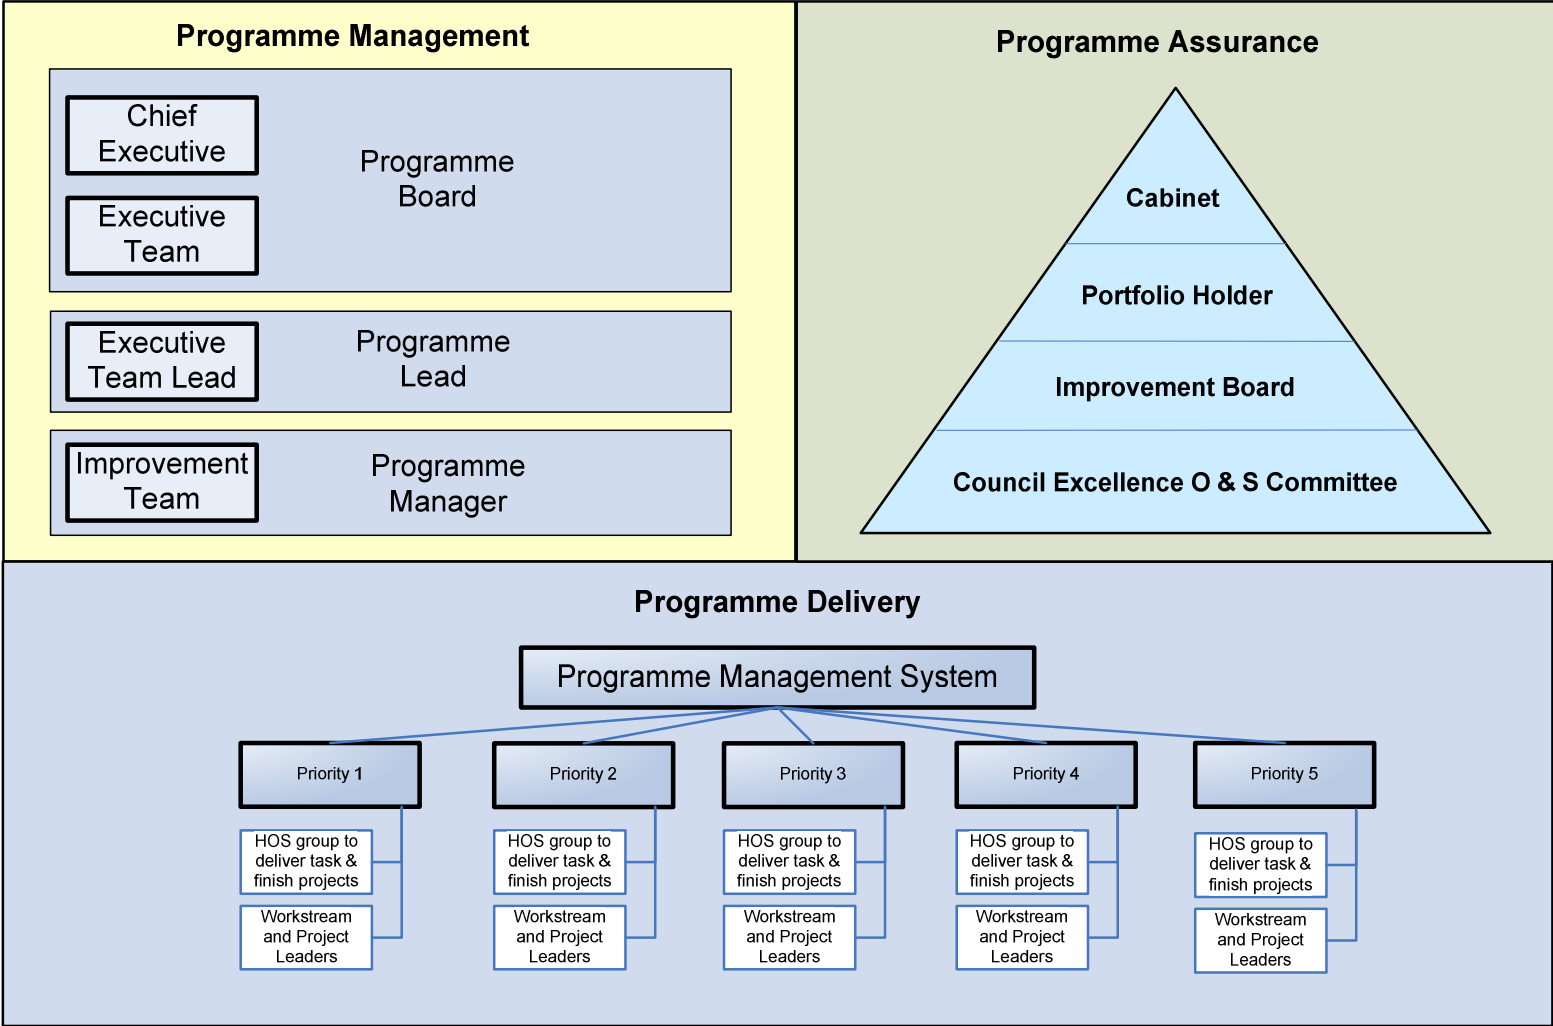 Programme Management
Chief
Executive
Programme
Board
Executive
Team
Executive
Team Lead
Programme
Lead
Improvement
Team
Programme
Manager
Programme Assurance
Cabinet
Portfolio Holder
Improvement Board
Council Excellence O & S Committee
Programme Delivery
Programme Management System
Priority 1
HOS group to
deliver task &
finish projects
Workstream
and Project
Leaders
Priority 2
HOS group to
deliver task &
finish projects
Workstream
and Project
Leaders
Priority 3
HOS group to
deliver task &
finish projects
Workstream
and Project
Leaders
Priority 4
HOS group to
deliver task &
finish projects
Workstream
and Project
Leaders
Priority 5
HOS group to
deliver task &
finish projects
Workstream
and Project
Leaders